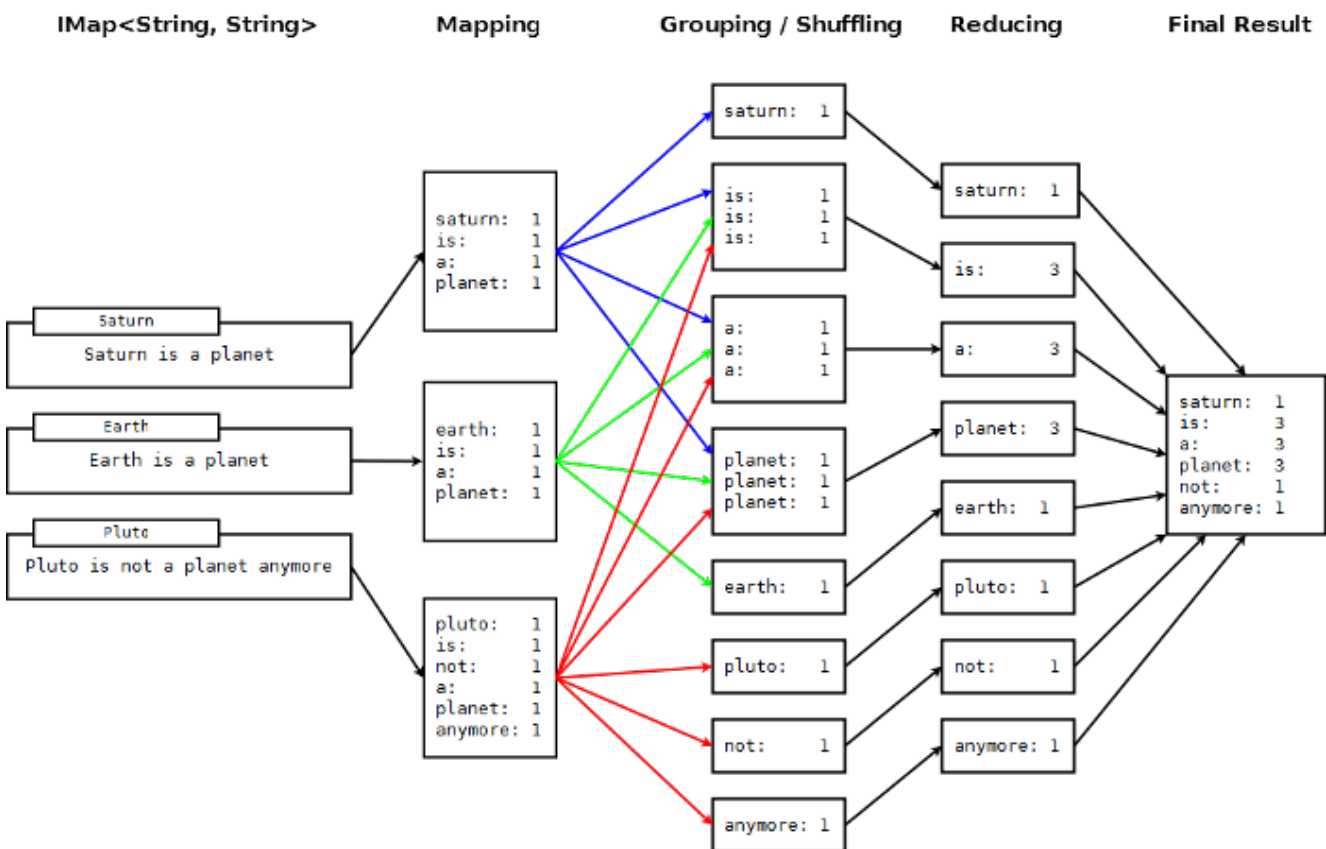 IMap<String, String>
Mapping
Grouping / Shuffling
Reducing
Final Result
Saturn
Saturn is a planet
Earth
Earth is a planet
Pluto
Pluto is not a planet anymore
saturn: 1
is: 1
a: 1
planet: 1
earth: 1
is: 1
a: 1
planet: 1
pluto: 1
is: 1
not: 1
a: 1
planet: 1
anymore: 1
saturn: 1
is: 1
is: 1
is: 1
a: 1
a: 1
a: 1
planet: 1
planet: 1
planet: 1
earth: 1
pluto: 1
not: 1
anymore: 1
saturn: 1
is: 3
a: 3
planet: 3
earth: 1
pluto: 1
not: 1
anymore: 1
saturn: 1
is: 3
a: 3
planet: 3
not: 1
anymore: 1